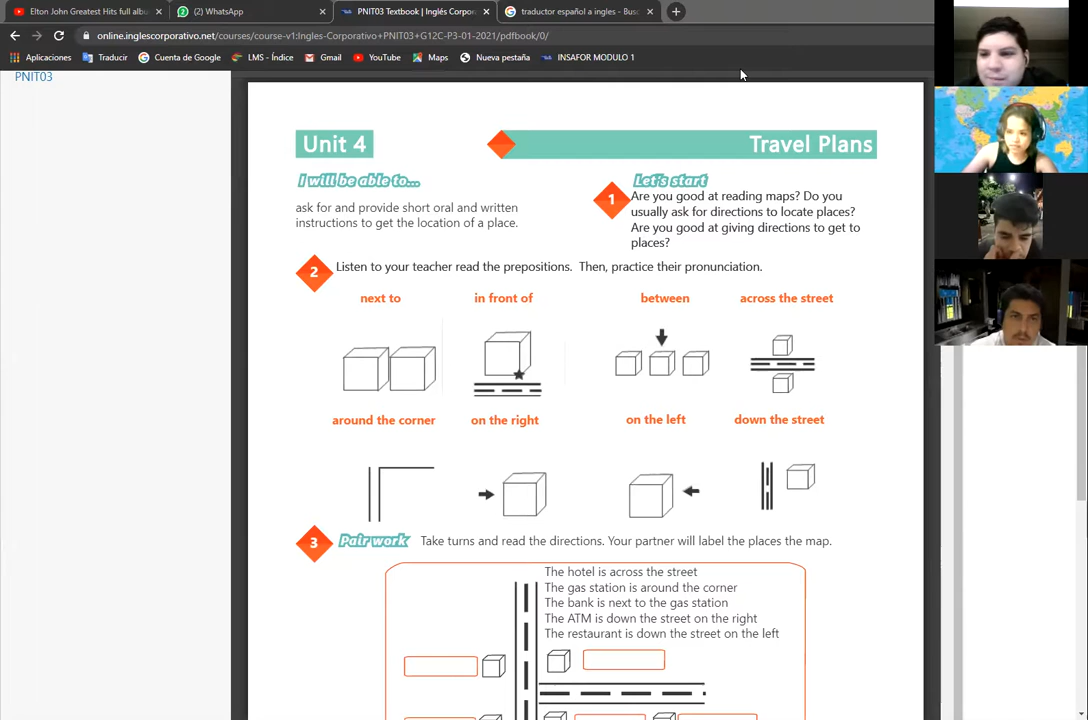 Elton John Greatest Hits full albu
(2) WhatsApp
PNIT03 Textbook | Inglés Corpo
traductor español a ingles - Busc
online.inglescorporativo.net/courses/course-v1:Ingles-Corporativo+PNIT03+G12C-P3-01-2021/pdfbook/0/
Aplicaciones
Traducir
Cuenta de Google
LMS - Índice
Gmail
YouTube
Maps
Nueva pestaña
INSAFOR MODULO 1
PNIT03
Unit 4
Travel Plans
I will be able to...
ask for and provide short oral and written
instructions to get the location of a place.
Let's start
1
Are you good at reading maps? Do you
usually ask for directions to locate places?
Are you good at giving directions to get to
places?
2
Listen to your teacher read the prepositions. Then, practice their pronunciation.
next to
in front of
between
across the street
around the corner
on the right
on the left
down the street
3
Pair work
Take turns and read the directions. Your partner will label the places the map.
The hotel is across the street
The gas station is around the corner
The bank is next to the gas station
The ATM is down the street on the right
The restaurant is down the street on the left